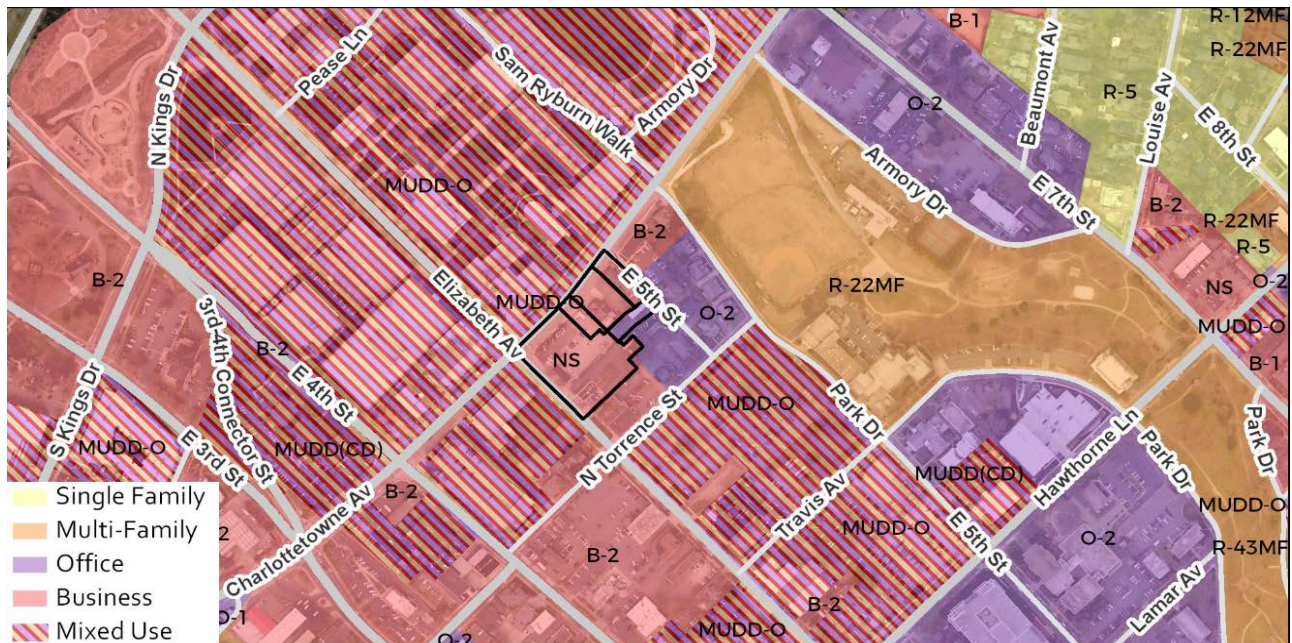 B-1
R-12MF
R-22MF
Beaumont Av
N Kings Dr
Pease Ln
Sam Ryburn Walk
Armory Dr
O-2
R-5
Louise Av
E 8th St
MUDD-O
Armory Dr
E 7th St
B-2
R-22MF
R-5
B-2
B-2
Elizabeth Av
MUDD-O
E 5th St
O-2
R-22MF
NS
O-2
3rd-4th Connector St
B-2
E 4th St
NS
MUDD-O
B-1
S Kings Dr
N Torrence St
MUDD-O
Park Dr
Hawthorne Ln
Park Dr
Park Dr
MUDD-O
E 3rd St
MUDD(CD)
MUDD(CD)
B-2
Travis Av
MUDD-O
E 5th St
MUDD-O
Single Family
Multi-Family
Office
Business
Mixed Use
2
Charlottetowne Av
B-2
O-2
R-43MF
B-2
Lamar Av
O-1
O-2
MUDD-O